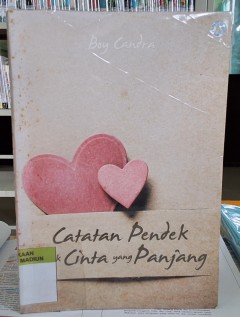 Boy Candra
Catatan Pendek
k Cinta yang Panjang